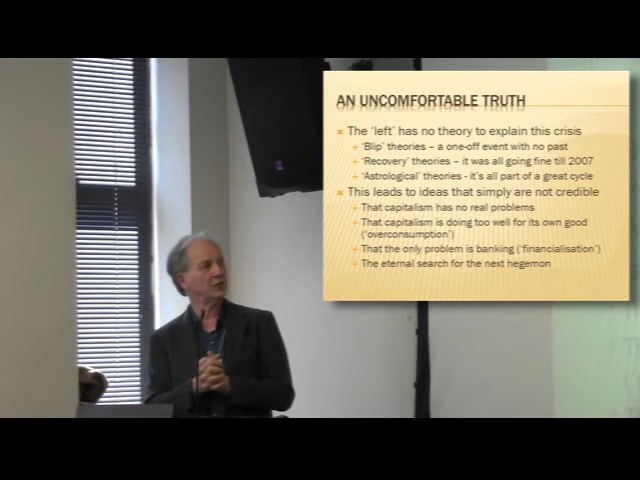 AN UNCOMFORTABLE TRUTH
The ‘left’ has no theory to explain this crisis
‘Blip’ theories – a one-off event with no past
‘Recovery’ theories – it was all going fine till 2007
‘Astrological’ theories - it’s all part of a great cycle
This leads to ideas that simply are not credible
That capitalism has no real problems
That capitalism is doing too well for its own good
(‘overconsumption’)
That the only problem is banking (‘financialisation’)
The eternal search for the next hegemon